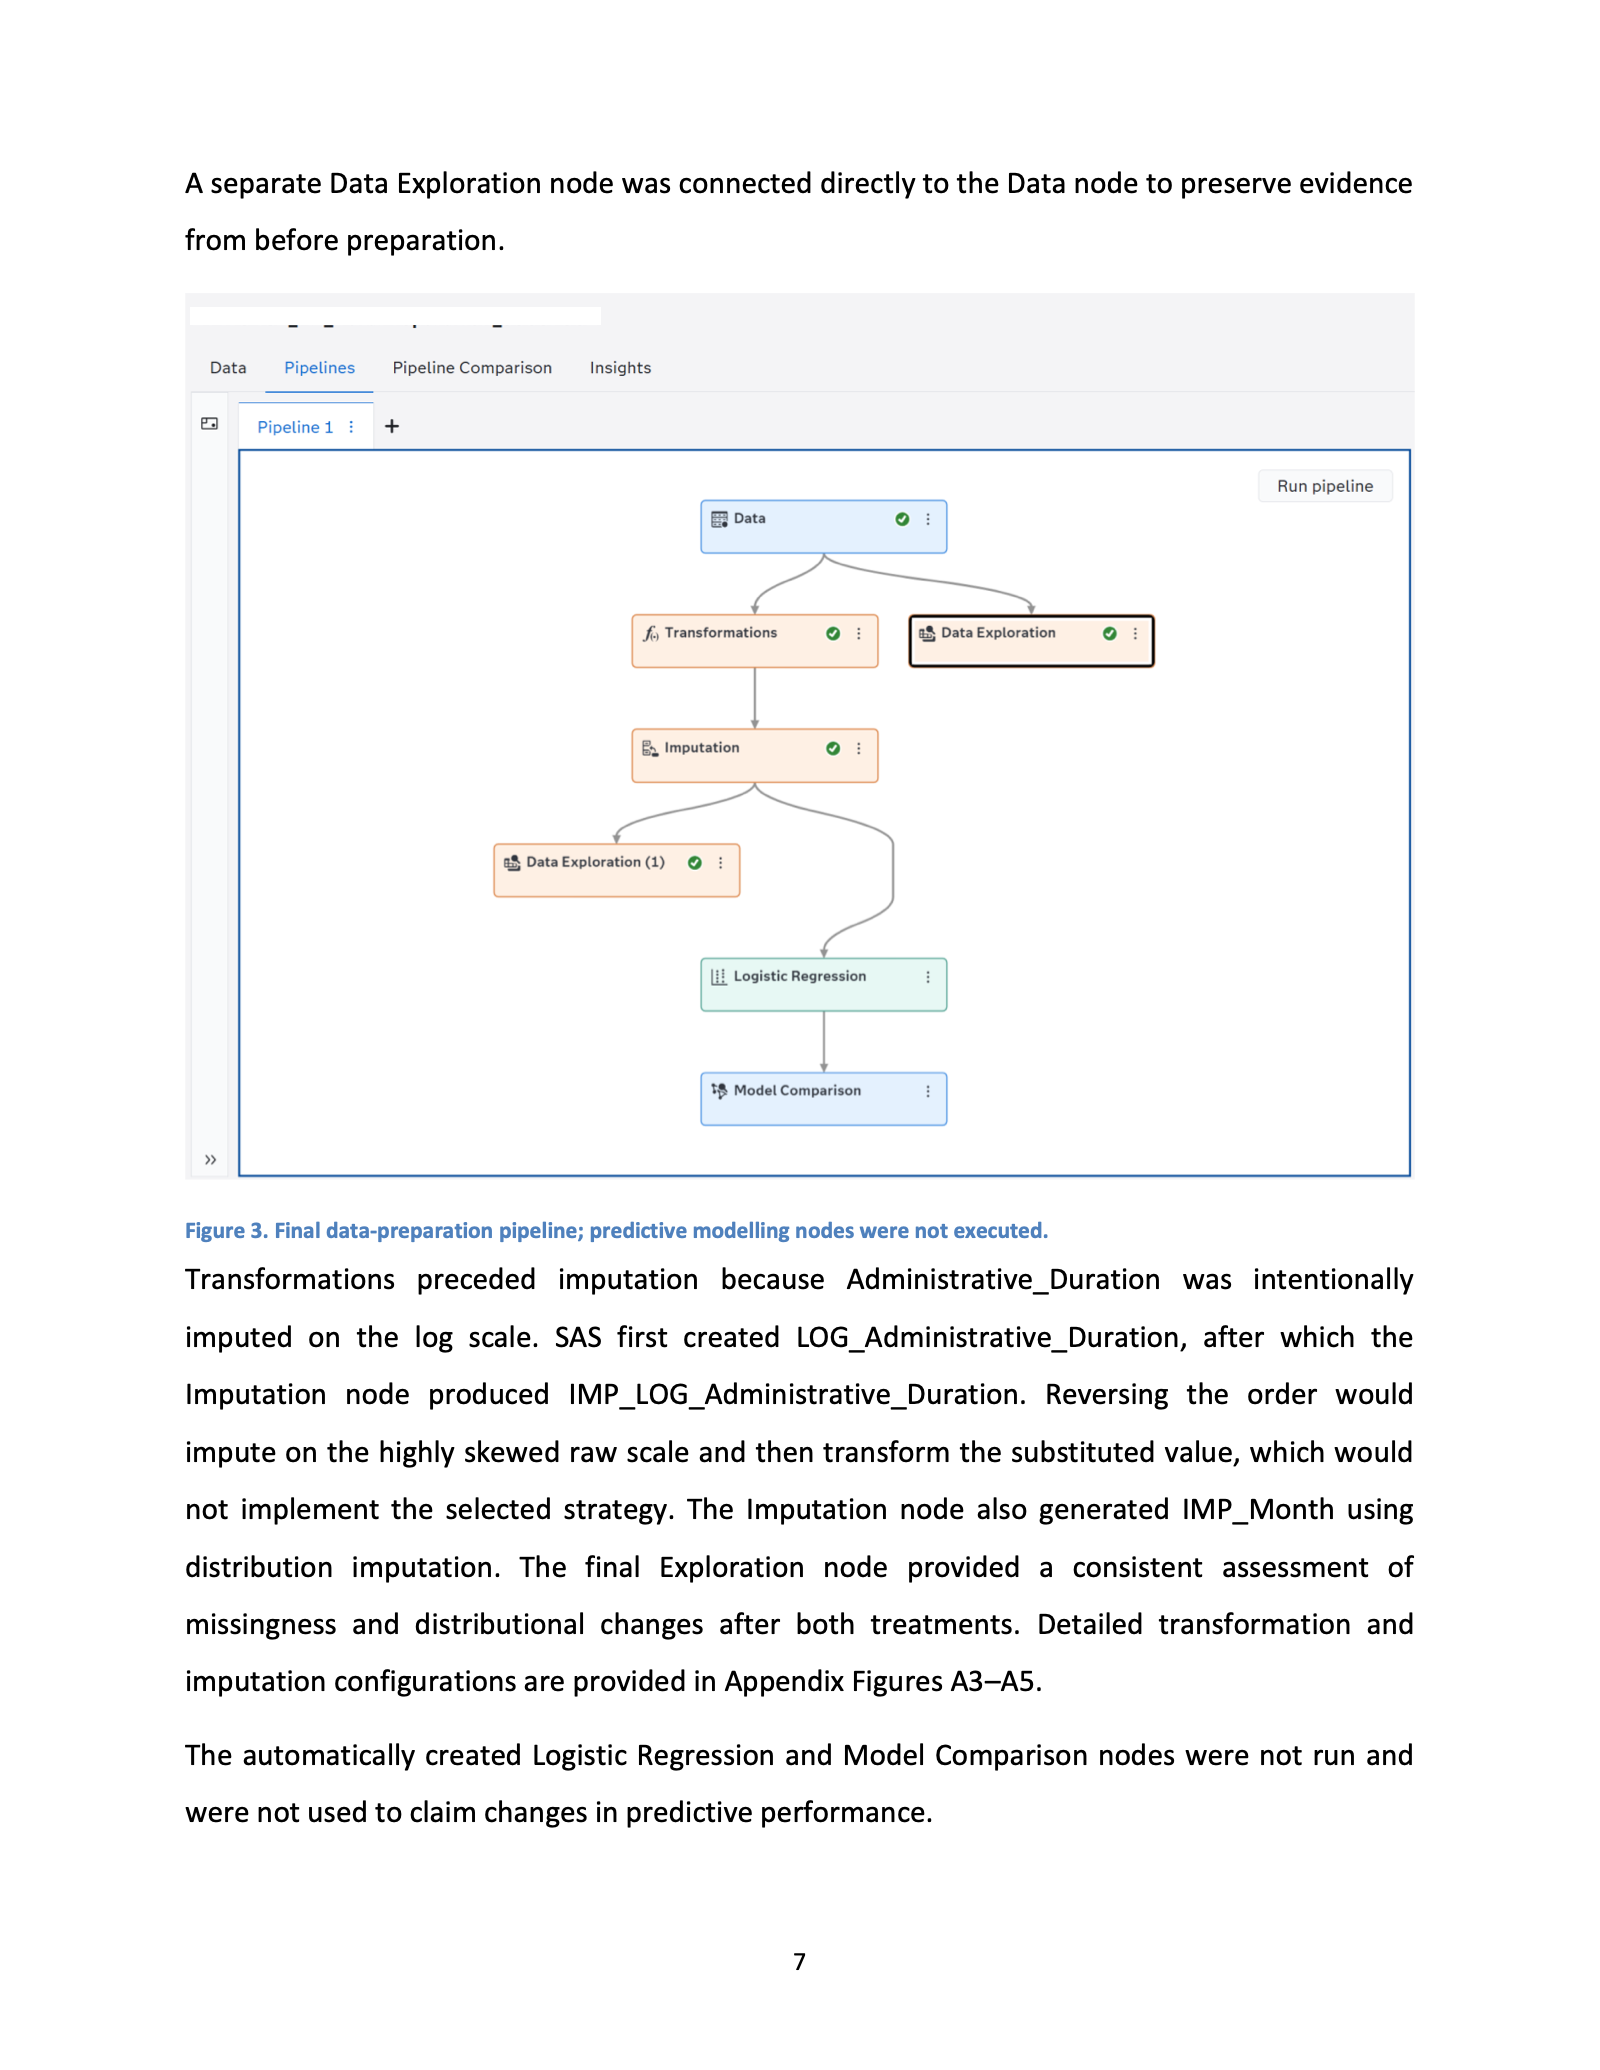 A separate Data Exploration node was connected directly to the Data node to preserve evidence
from before preparation.
Data Pipelines Pipeline Comparison Insights
Pipeline 1 +
Run pipeline
Data
Transformations Data Exploration
Imputation
Data Exploration (1)
Logistic Regression
Model Comparison
Figure 3. Final data-preparation pipeline; predictive modelling nodes were not executed.
Transformations preceded imputation because Administrative_Duration was intentionally
imputed on the log scale. SAS first created LOG_Administrative_Duration, after which the
Imputation node produced IMP_LOG_Administrative_Duration. Reversing the order would
impute on the highly skewed raw scale and then transform the substituted value, which would
not implement the selected strategy. The Imputation node also generated IMP_Month using
distribution imputation. The final Exploration node provided a consistent assessment of
missingness and distributional changes after both treatments. Detailed transformation and
imputation configurations are provided in Appendix Figures A3–A5.
The automatically created Logistic Regression and Model Comparison nodes were not run and
were not used to claim changes in predictive performance.
7